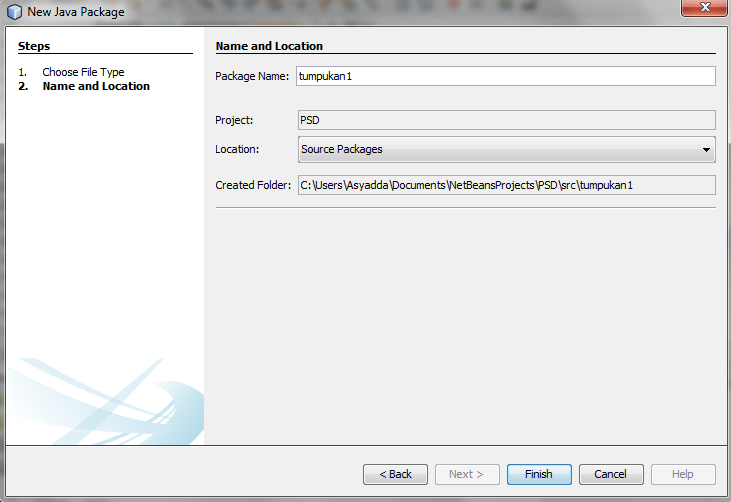 New Java Package
Steps
1. Choose File Type
2. Name and Location
Name and Location
Package Name: tumpukan1
Project: PSD
Location: Source Packages
Created Folder: C:\Users\Asyadda\Documents\NetBeansProjects\PSD\src\tumpukan1
< Back Next > Finish Cancel Help